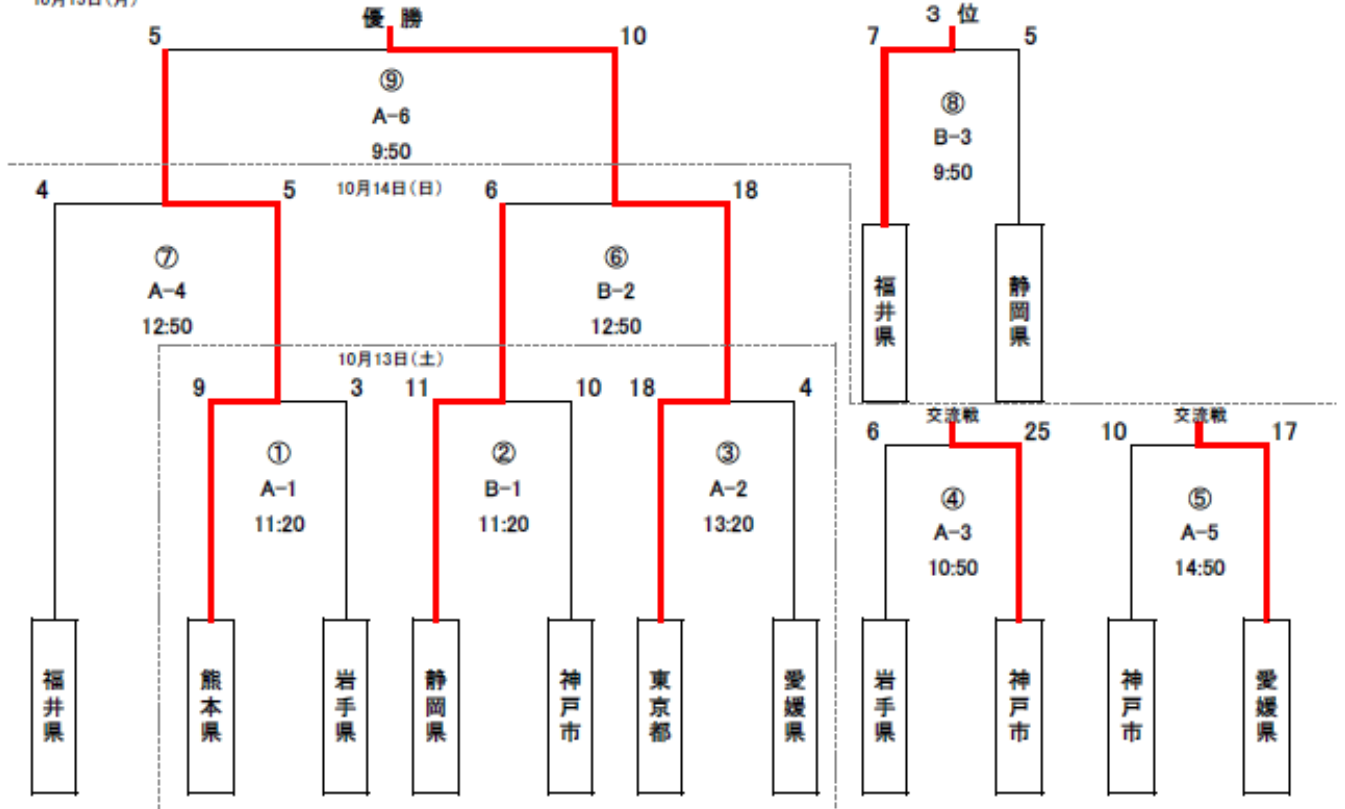 優 勝
3 位
5
10
7
5
⑨
A-6
9:50
⑧
B-3
9:50
4
5
10月14日(日)
6
18
⑦
A-4
12:50
⑥
B-2
12:50
福井県
静岡県
10月13日(土)
9
3
11
10
18
4
①
A-1
11:20
②
B-1
11:20
③
A-2
13:20
交流戦
6
25
④
A-3
10:50
交流戦
10
17
⑤
A-5
14:50
福井県
熊本県
岩手県
静岡県
神戸市
東京都
愛媛県
岩手県
神戸市
神戸市
愛媛県